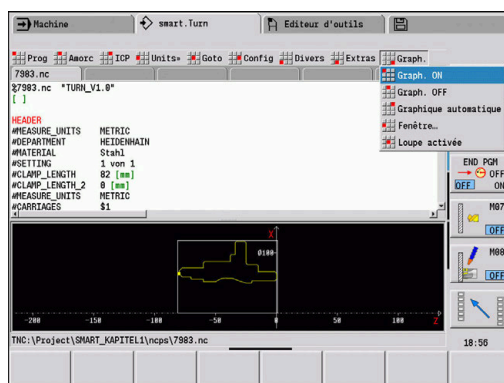 Machine
smart.Turn
Editeur d'outils
Prog Amorc ICP Units» Goto Config Divers Extras Graph.
7983.nc
Graph. ON
Graph. OFF
Graphique automatique
Fenêtre…
Loupe activée
%7983.nc "TURN_V1.0"
[ ]
HEADER
#MEASURE_UNITS METRIC
#DEPARTMENT HEIDENHAIN
#MATERIAL Stahl
#SETTING 1 von 1
#CLAMP_LENGTH 82 [mm]
#CLAMP_LENGTH_2 0 [mm]
#MEASURE_UNITS METRIC
#CARRIAGES $1
END PGM
OFF
OFF ON
M07
OFF
M08
OFF
X
Ø100
-200 -150 -100 -50 0 50 100 Z
TNC:\Project\SMART_KAPITEL1\ncps\7983.nc
18:56